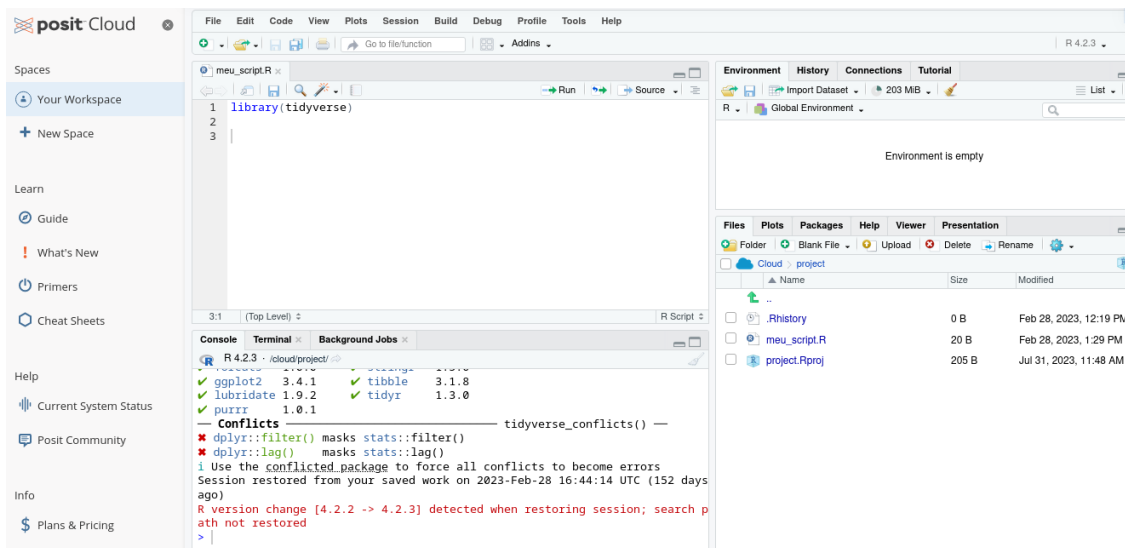 posit Cloud
File Edit Code View Plots Session Build Debug Profile Tools Help
Go to file/function
Addins
R 4.2.3
Spaces
Your Workspace
New Space
Learn
Guide
What's New
Primers
Cheat Sheets
Help
Current System Status
Posit Community
Info
Plans & Pricing
meu_script.R
Run
Source
1 library(tidyverse)
2
3
3:1 (Top Level) R Script
Console Terminal Background Jobs
R 4.2.3 · /cloud/project/
✔ ggplot2 3.4.1 ✔ tibble 3.1.8
✔ lubridate 1.9.2 ✔ tidyr 1.3.0
✔ purrr 1.0.1
── Conflicts ────────── tidyverse_conflicts() ──
✖ dplyr::filter() masks stats::filter()
✖ dplyr::lag() masks stats::lag()
i Use the conflicted package to force all conflicts to become errors
Session restored from your saved work on 2023-Feb-28 16:44:14 UTC (152 days
ago)
R version change [4.2.2 -> 4.2.3] detected when restoring session; search p
ath not restored
>
Environment History Connections Tutorial
Import Dataset 203 MiB List
R Global Environment
Environment is empty
Files Plots Packages Help Viewer Presentation
Folder Blank File Upload Delete Rename
Cloud project
Name Size Modified
..
.Rhistory 0 B Feb 28, 2023, 12:19 PM
meu_script.R 20 B Feb 28, 2023, 1:29 PM
project.Rproj 205 B Jul 31, 2023, 11:48 AM